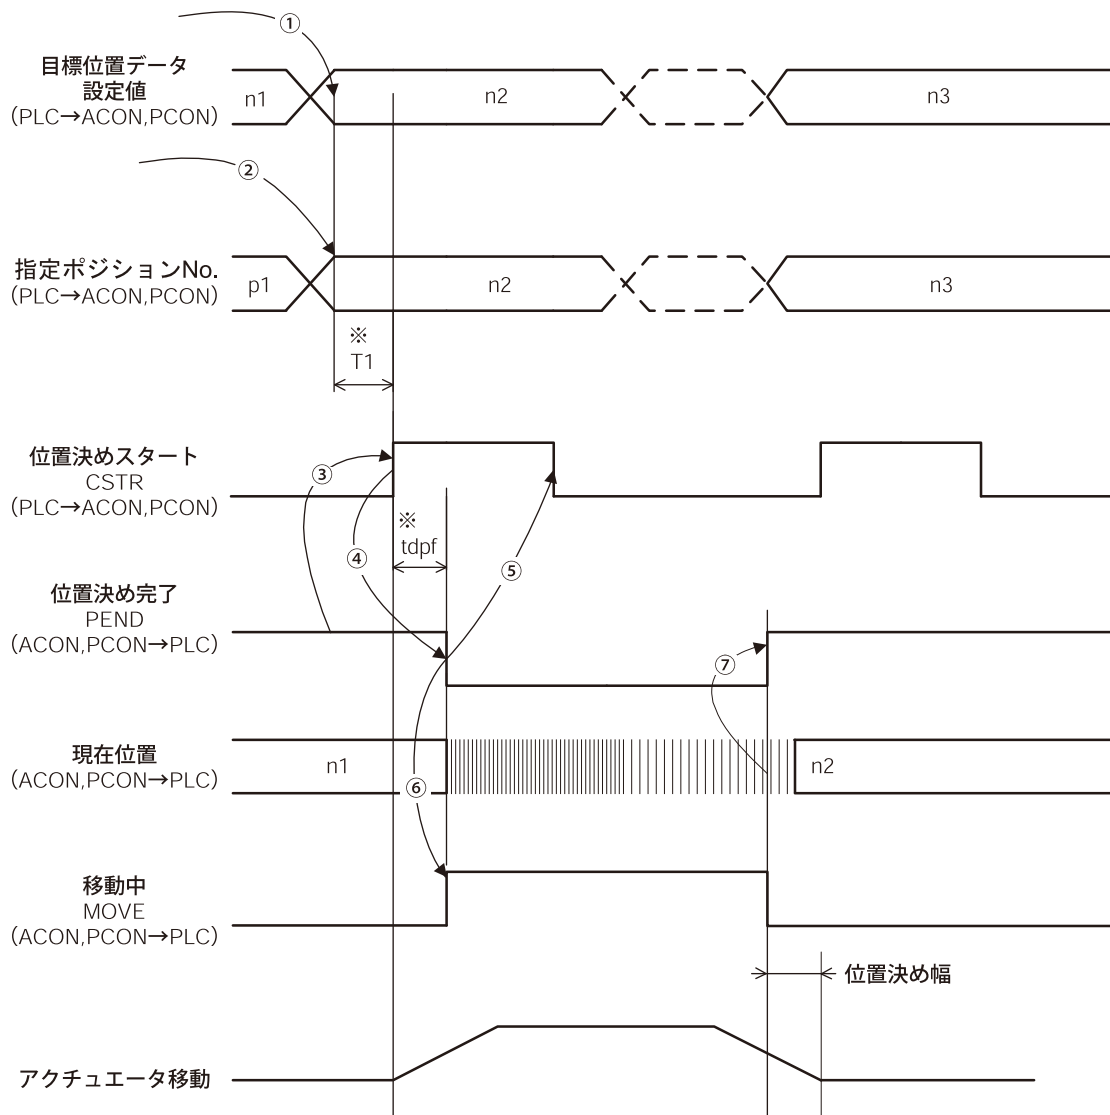 ①
目標位置データ
設定値
(PLC→ACON,PCON)
n1
n2
n3
②
指定ポジションNo.
(PLC→ACON,PCON)
p1
n2
n3
※
T1
位置決めスタート
CSTR
(PLC→ACON,PCON)
③
※
tdpf
④
⑤
位置決め完了
PEND
(ACON,PCON→PLC)
⑦
現在位置
(ACON,PCON→PLC)
n1
n2
⑥
移動中
MOVE
(ACON,PCON→PLC)
位置決め幅
アクチュエータ移動